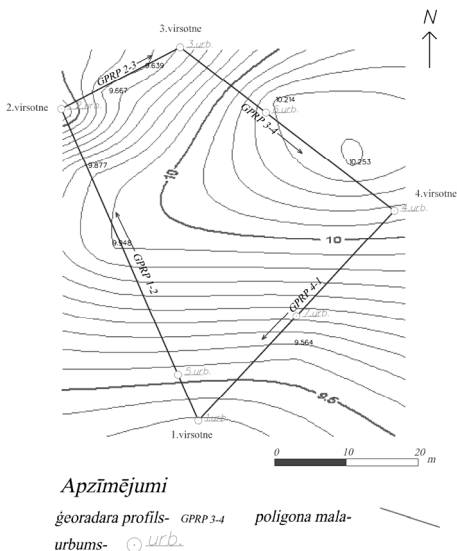 N
3.virsotne
3.urb.
GPRP 2-3
9.639
9.667
2.virsotne
2.urb.
10.214
6.urb.
GPRP 3-4
10.253
9.877
10
4.virsotne
4.urb.
9.948
10
GPRP 1-2
GPRP 4-1
7.urb.
9.564
5.urb.
9.5
1.urb.
1.virsotne
0 10 20 m
Apzīmējumi
ģeoradara profils- GPRP 3-4 poligona mala-
urbums- urb.